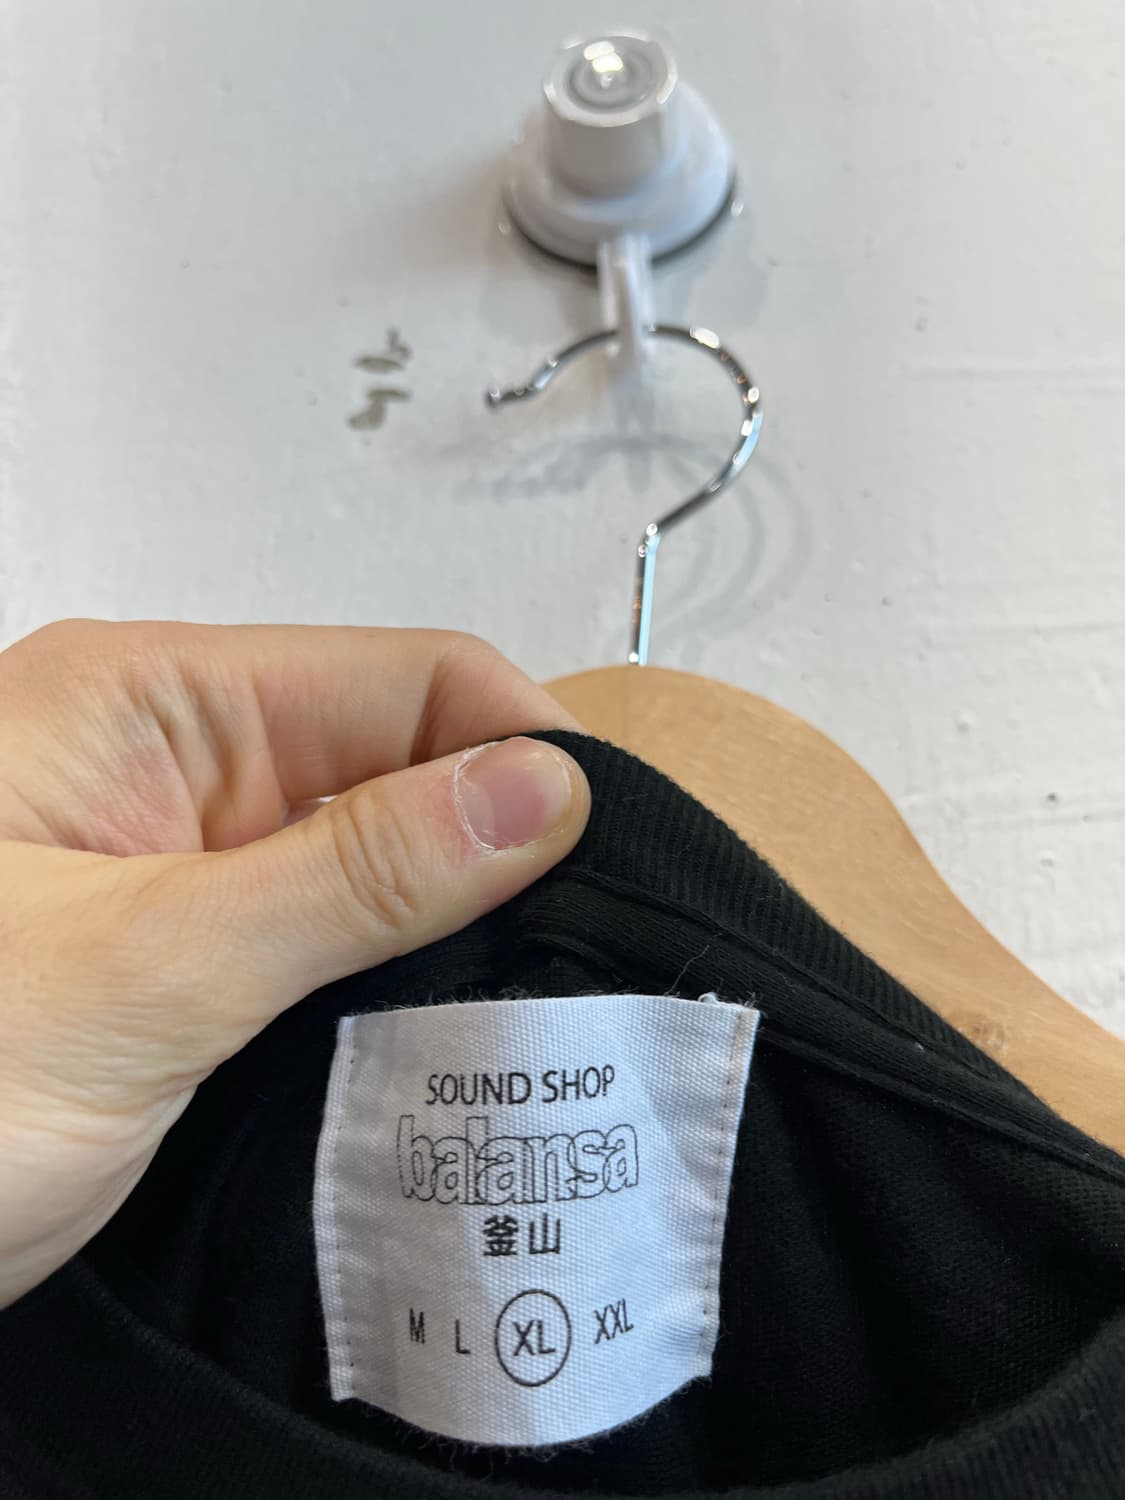 SOUND SHOP
balansa
釜山
M L XL XXL